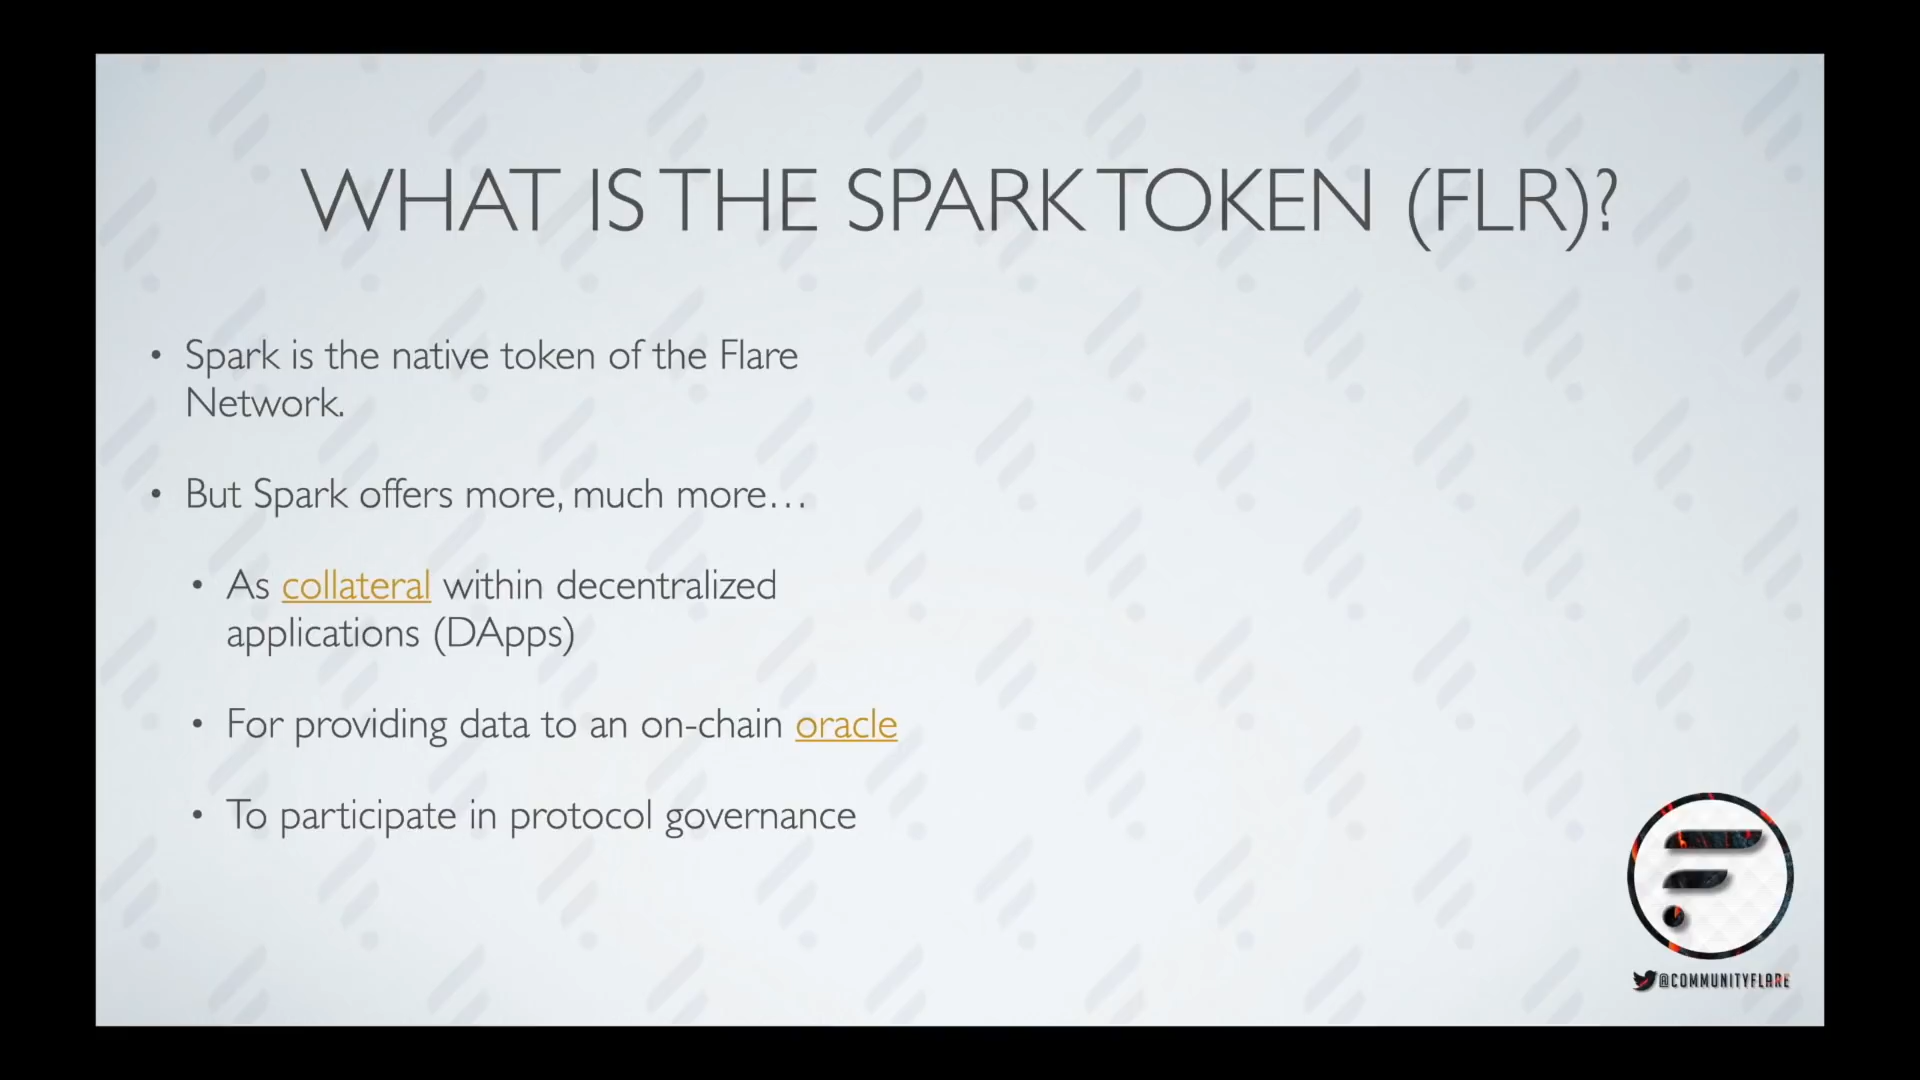 WHAT IS THE SPARK TOKEN (FLR)?
• Spark is the native token of the Flare
Network.
• But Spark offers more, much more…
• As collateral within decentralized
applications (DApps)
• For providing data to an on-chain oracle
• To participate in protocol governance
@COMMUNITYFLARE